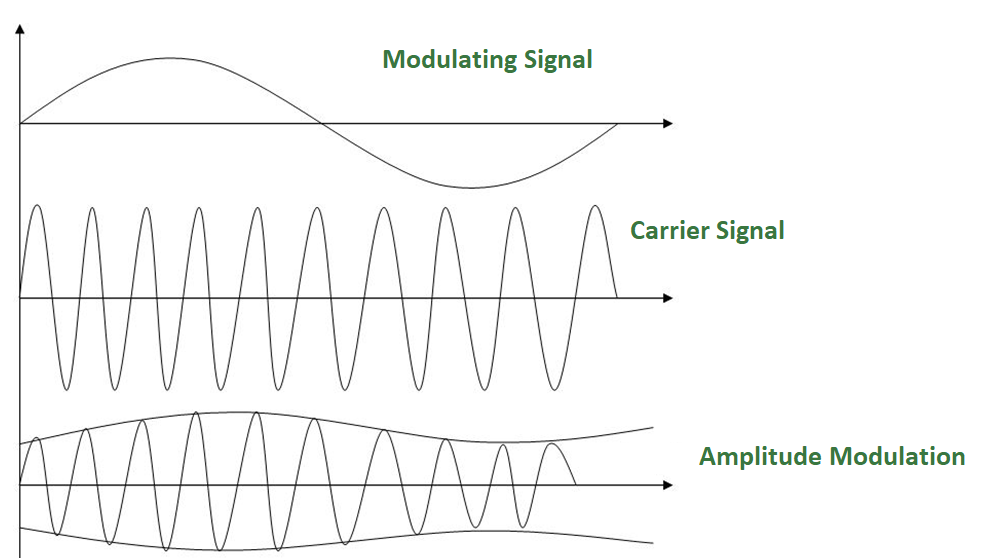 Modulating Signal
Carrier Signal
Amplitude Modulation